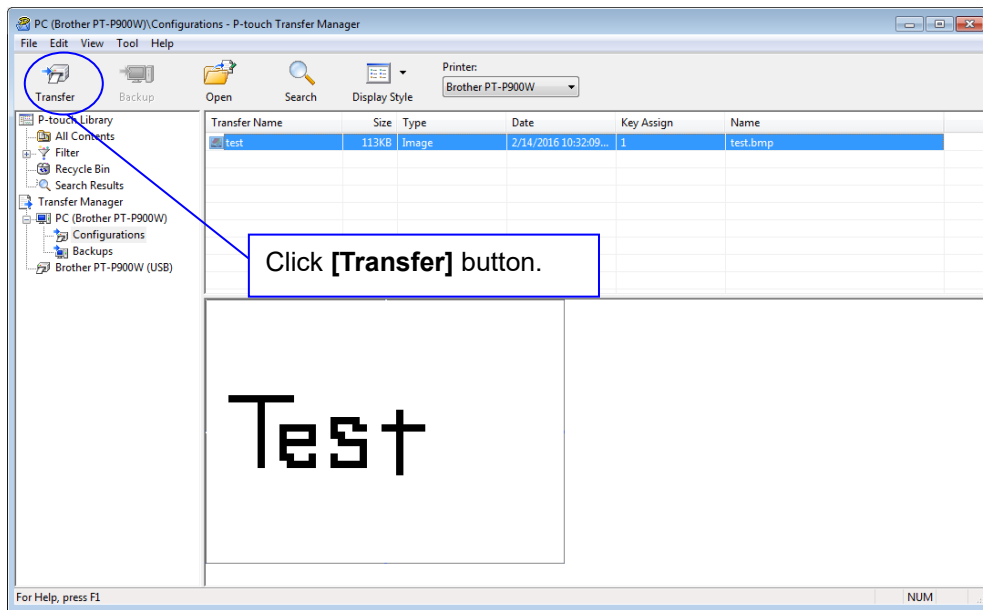 PC (Brother PT-P900W)\Configurations - P-touch Transfer Manager
File Edit View Tool Help
Transfer Backup Open Search Display Style Printer:
Brother PT-P900W
P-touch Library
All Contents
Filter
Recycle Bin
Search Results
Transfer Manager
PC (Brother PT-P900W)
Configurations
Backups
Brother PT-P900W (USB)
Transfer Name Size Type Date Key Assign Name
test 113KB Image 2/14/2016 10:32:09... 1 test.bmp
Click [Transfer] button.
Test
For Help, press F1 NUM